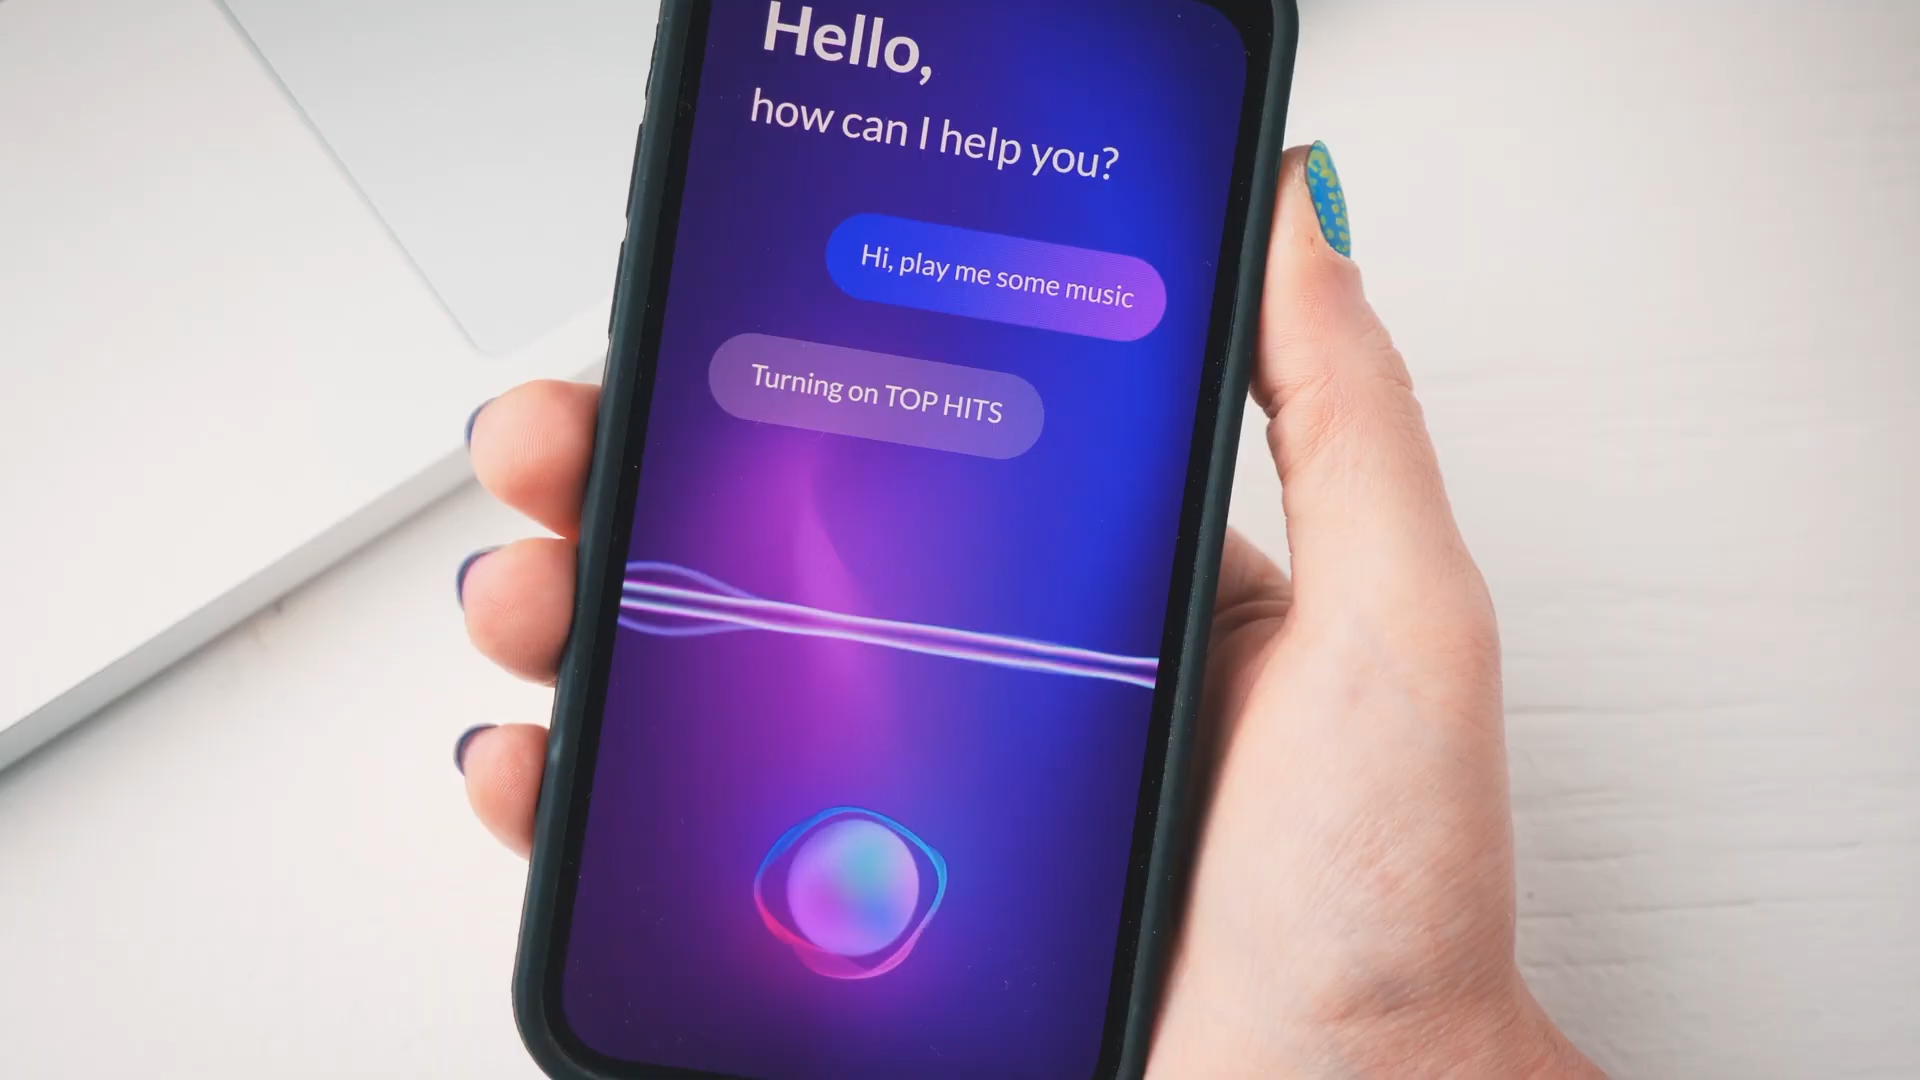 Hello,
how can I help you?
Hi, play me some music
Turning on TOP HITS